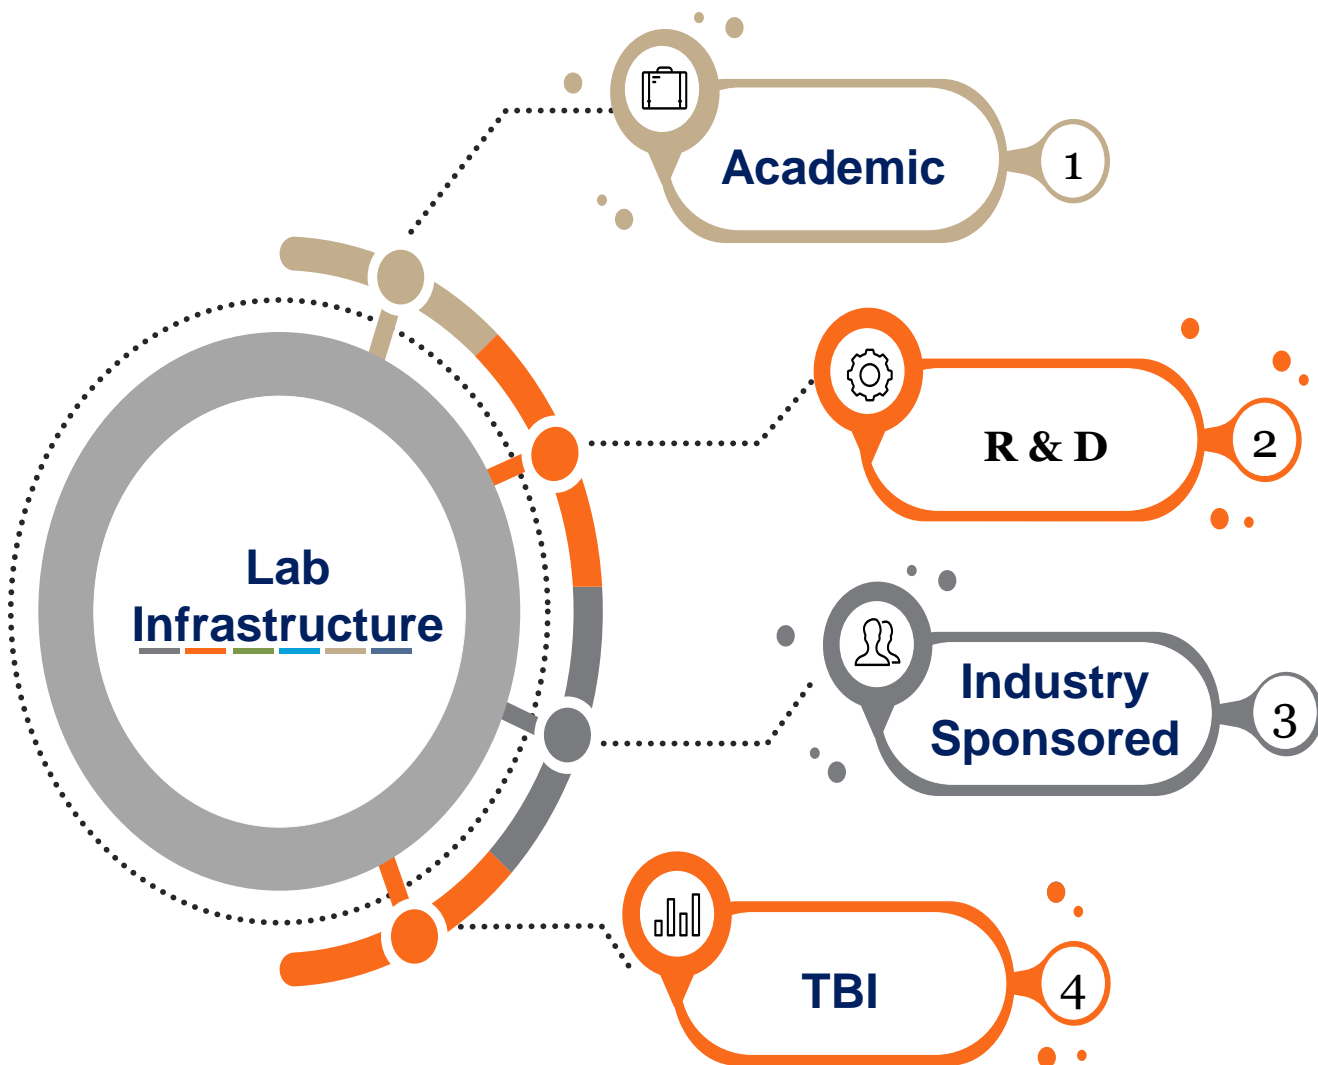 Academic
1
R & D
2
Lab
Infrastructure
Industry
Sponsored
3
TBI
4